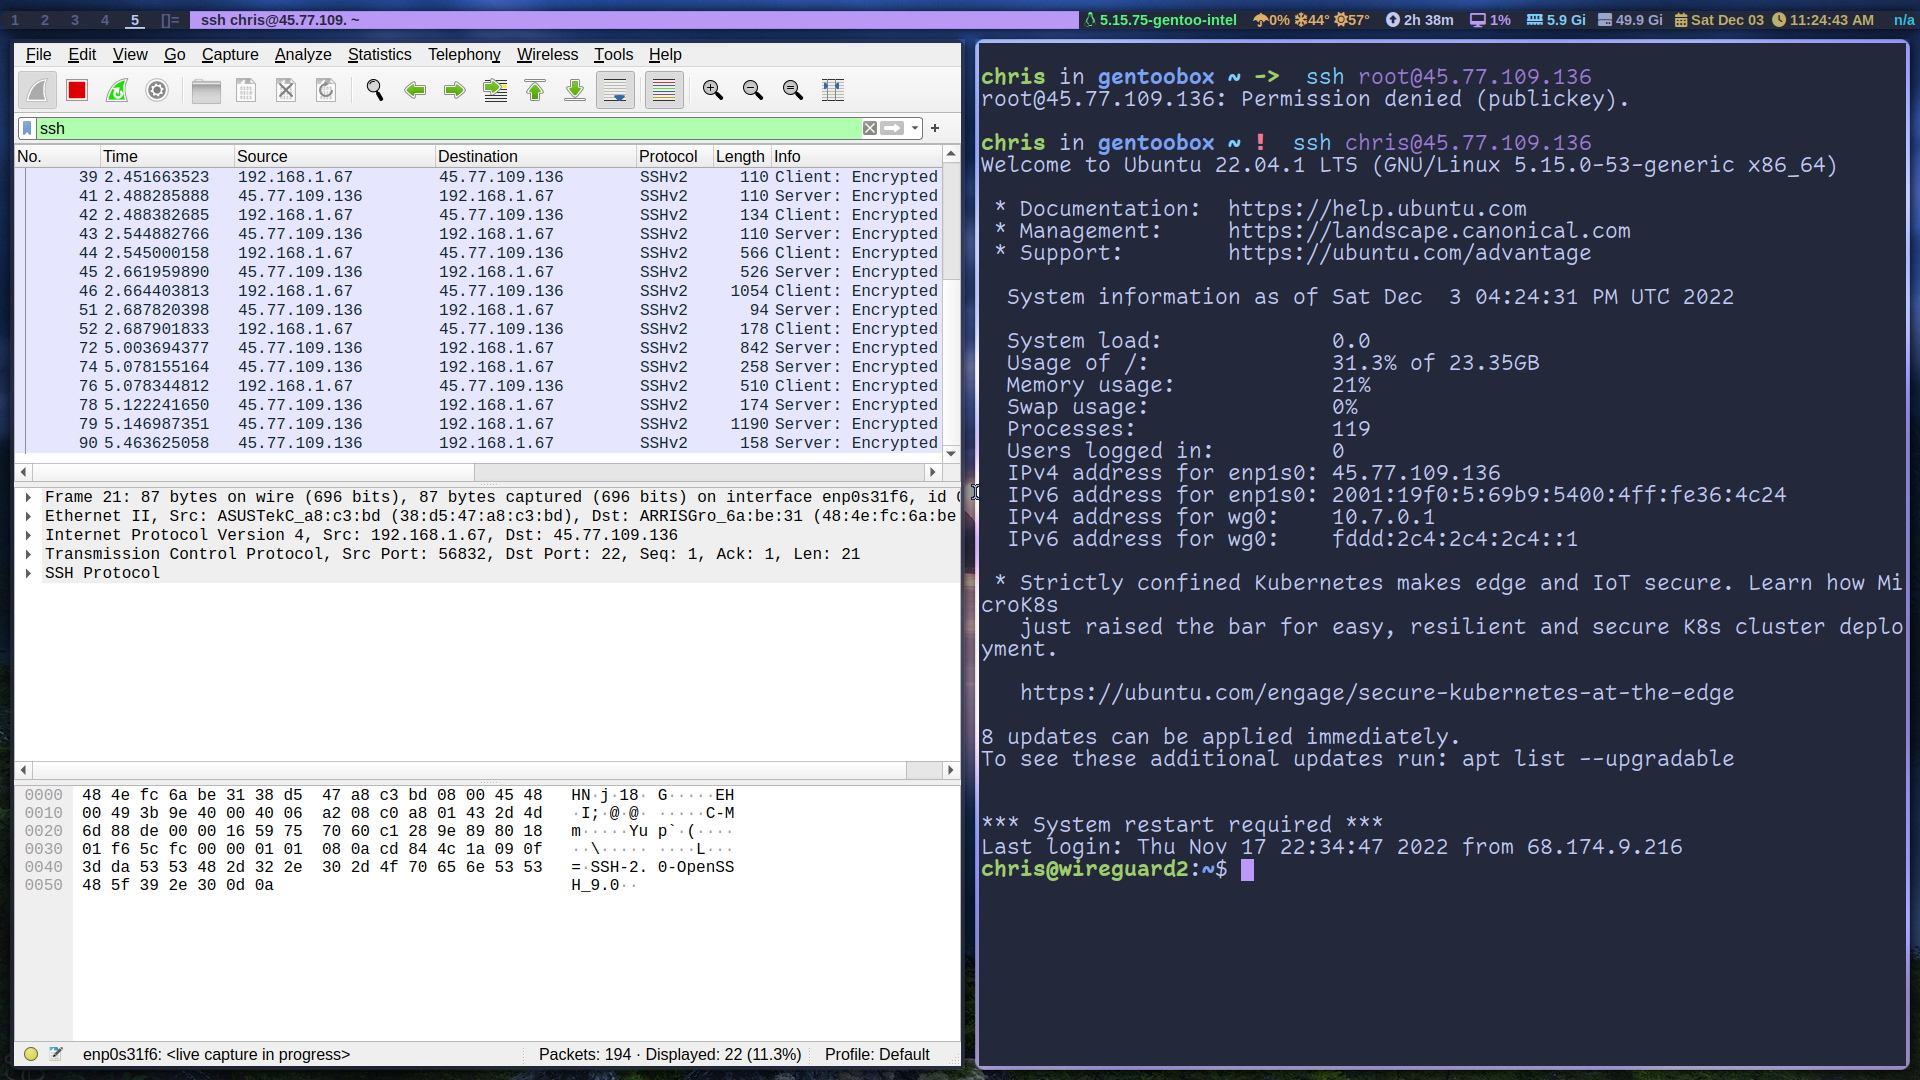 1 2 3 4 5 []= ssh chris@45.77.109. ~ 5.15.75-gentoo-intel 0% 44° 57° 2h 38m 1% 5.9 Gi 49.9 Gi Sat Dec 03 11:24:43 AM n/a
File Edit View Go Capture Analyze Statistics Telephony Wireless Tools Help
ssh
No. Time Source Destination Protocol Length Info
39 2.451663523 192.168.1.67 45.77.109.136 SSHv2 110 Client: Encrypted
41 2.488285888 45.77.109.136 192.168.1.67 SSHv2 110 Server: Encrypted
42 2.488382685 192.168.1.67 45.77.109.136 SSHv2 134 Client: Encrypted
43 2.544882766 45.77.109.136 192.168.1.67 SSHv2 110 Server: Encrypted
44 2.545000158 192.168.1.67 45.77.109.136 SSHv2 566 Client: Encrypted
45 2.661959890 45.77.109.136 192.168.1.67 SSHv2 526 Server: Encrypted
46 2.664403813 192.168.1.67 45.77.109.136 SSHv2 1054 Client: Encrypted
51 2.687820398 45.77.109.136 192.168.1.67 SSHv2 94 Server: Encrypted
52 2.687901833 192.168.1.67 45.77.109.136 SSHv2 178 Client: Encrypted
72 5.003694377 45.77.109.136 192.168.1.67 SSHv2 842 Server: Encrypted
74 5.078155164 45.77.109.136 192.168.1.67 SSHv2 258 Server: Encrypted
76 5.078344812 192.168.1.67 45.77.109.136 SSHv2 510 Client: Encrypted
78 5.122241650 45.77.109.136 192.168.1.67 SSHv2 174 Server: Encrypted
79 5.146987351 45.77.109.136 192.168.1.67 SSHv2 1190 Server: Encrypted
90 5.463625058 45.77.109.136 192.168.1.67 SSHv2 158 Server: Encrypted
Frame 21: 87 bytes on wire (696 bits), 87 bytes captured (696 bits) on interface enp0s31f6, id
Ethernet II, Src: ASUSTekC_a8:c3:bd (38:d5:47:a8:c3:bd), Dst: ARRISGro_6a:be:31 (48:4e:fc:6a:be
Internet Protocol Version 4, Src: 192.168.1.67, Dst: 45.77.109.136
Transmission Control Protocol, Src Port: 56832, Dst Port: 22, Seq: 1, Ack: 1, Len: 21
SSH Protocol
0000 48 4e fc 6a be 31 38 d5 47 a8 c3 bd 08 00 45 48 HN·j·18· G·····EH
0010 00 49 3b 9e 40 00 40 06 a2 08 c0 a8 01 43 2d 4d ·I;·@·@· ·····C-M
0020 6d 88 de 00 00 16 59 75 70 60 c1 28 9e 89 80 18 m·····Yu p`·(····
0030 01 f6 5c fc 00 00 01 01 08 0a cd 84 4c 1a 09 0f ··\····· ····L···
0040 3d da 53 53 48 2d 32 2e 30 2d 4f 70 65 6e 53 53 =·SSH-2. 0-OpenSS
0050 48 5f 39 2e 30 0d 0a H_9.0··
enp0s31f6: <live capture in progress> Packets: 194 · Displayed: 22 (11.3%) Profile: Default
chris in gentoobox ~ -> ssh root@45.77.109.136
root@45.77.109.136: Permission denied (publickey).
chris in gentoobox ~ ! ssh chris@45.77.109.136
Welcome to Ubuntu 22.04.1 LTS (GNU/Linux 5.15.0-53-generic x86_64)
* Documentation: https://help.ubuntu.com
* Management: https://landscape.canonical.com
* Support: https://ubuntu.com/advantage
System information as of Sat Dec 3 04:24:31 PM UTC 2022
System load: 0.0
Usage of /: 31.3% of 23.35GB
Memory usage: 21%
Swap usage: 0%
Processes: 119
Users logged in: 0
IPv4 address for enp1s0: 45.77.109.136
IPv6 address for enp1s0: 2001:19f0:5:69b9:5400:4ff:fe36:4c24
IPv4 address for wg0: 10.7.0.1
IPv6 address for wg0: fddd:2c4:2c4:2c4::1
* Strictly confined Kubernetes makes edge and IoT secure. Learn how Mi
croK8s
just raised the bar for easy, resilient and secure K8s cluster deplo
yment.
https://ubuntu.com/engage/secure-kubernetes-at-the-edge
8 updates can be applied immediately.
To see these additional updates run: apt list --upgradable
*** System restart required ***
Last login: Thu Nov 17 22:34:47 2022 from 68.174.9.216
chris@wireguard2:~$